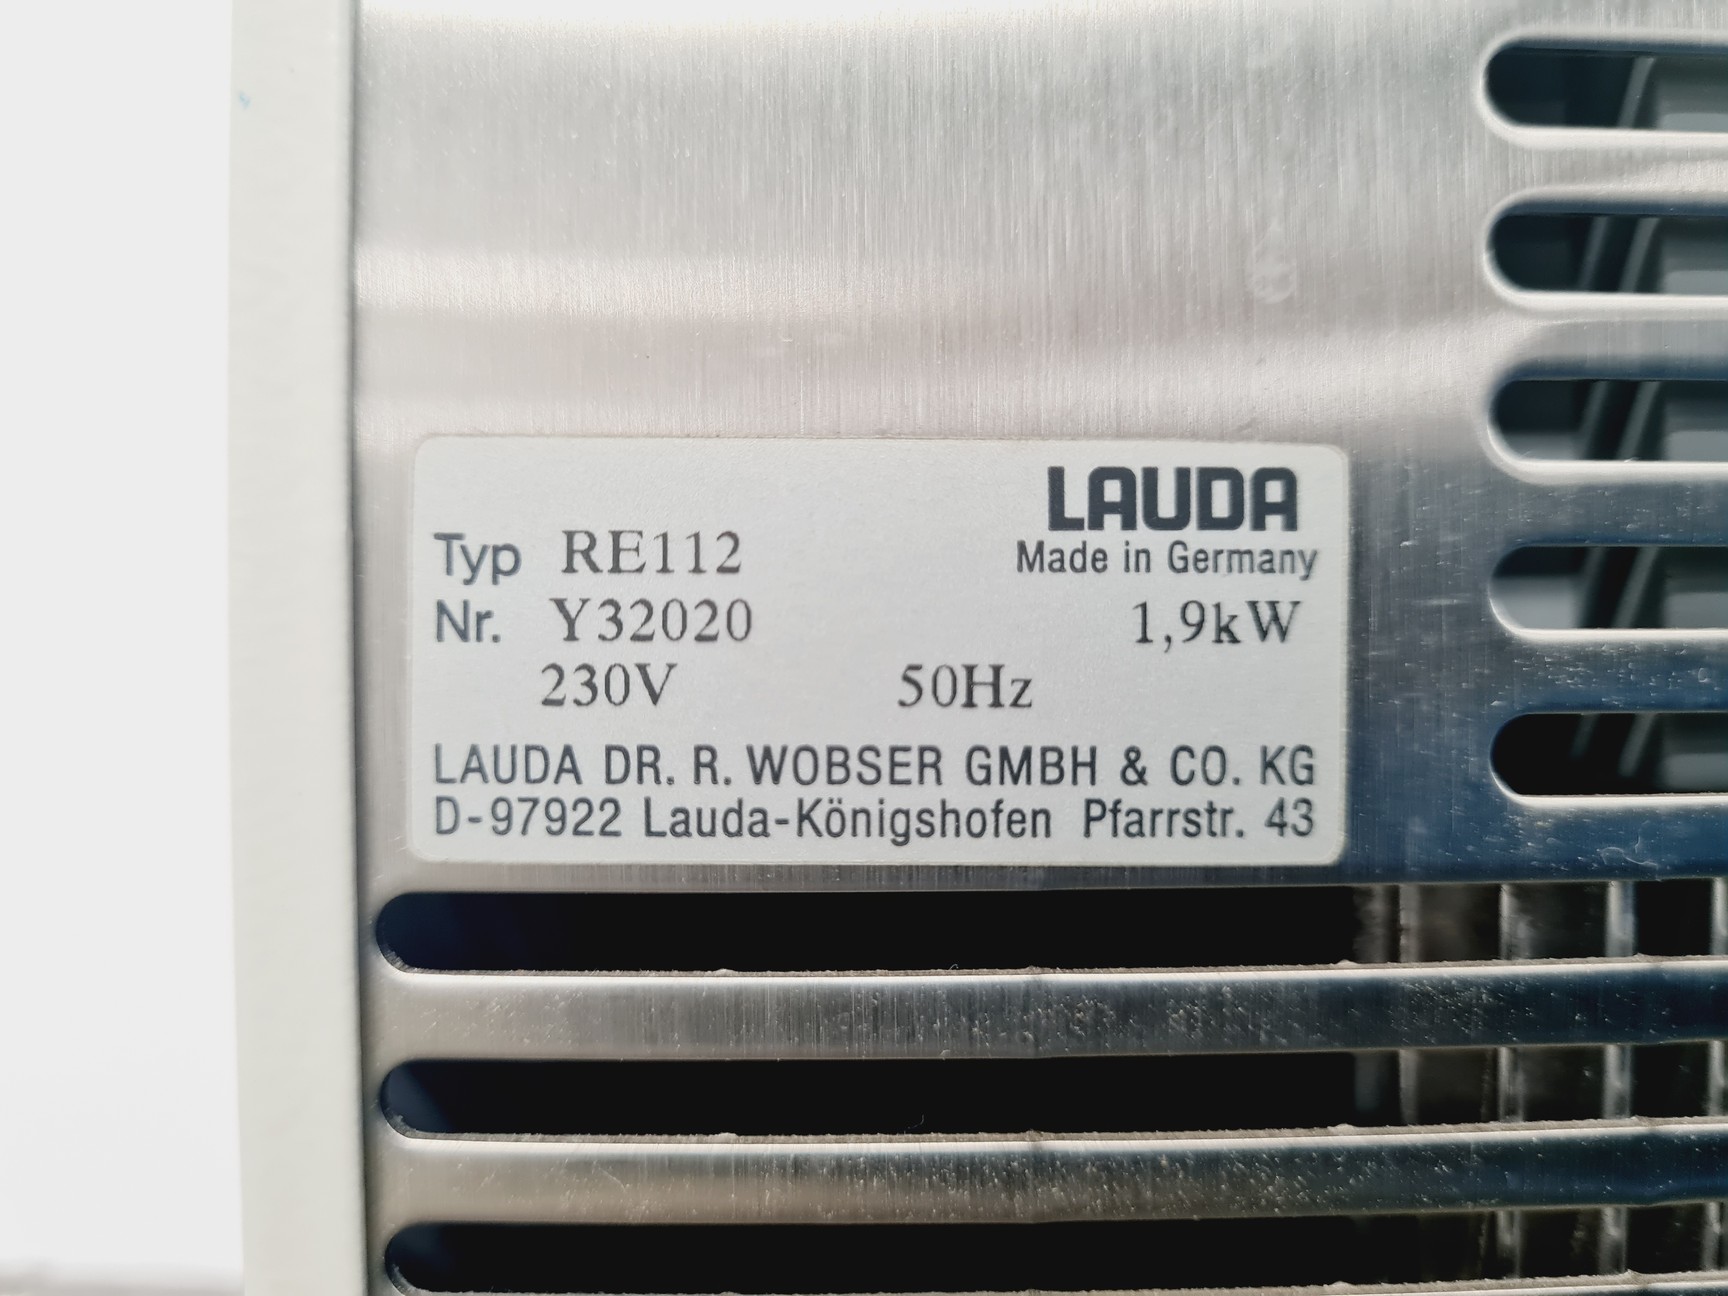 LAUDA
Typ RE112 Made in Germany
Nr. Y32020 1,9kW
230V 50Hz
LAUDA DR. R. WOBSER GMBH & CO. KG
D-97922 Lauda-Königshofen Pfarrstr. 43